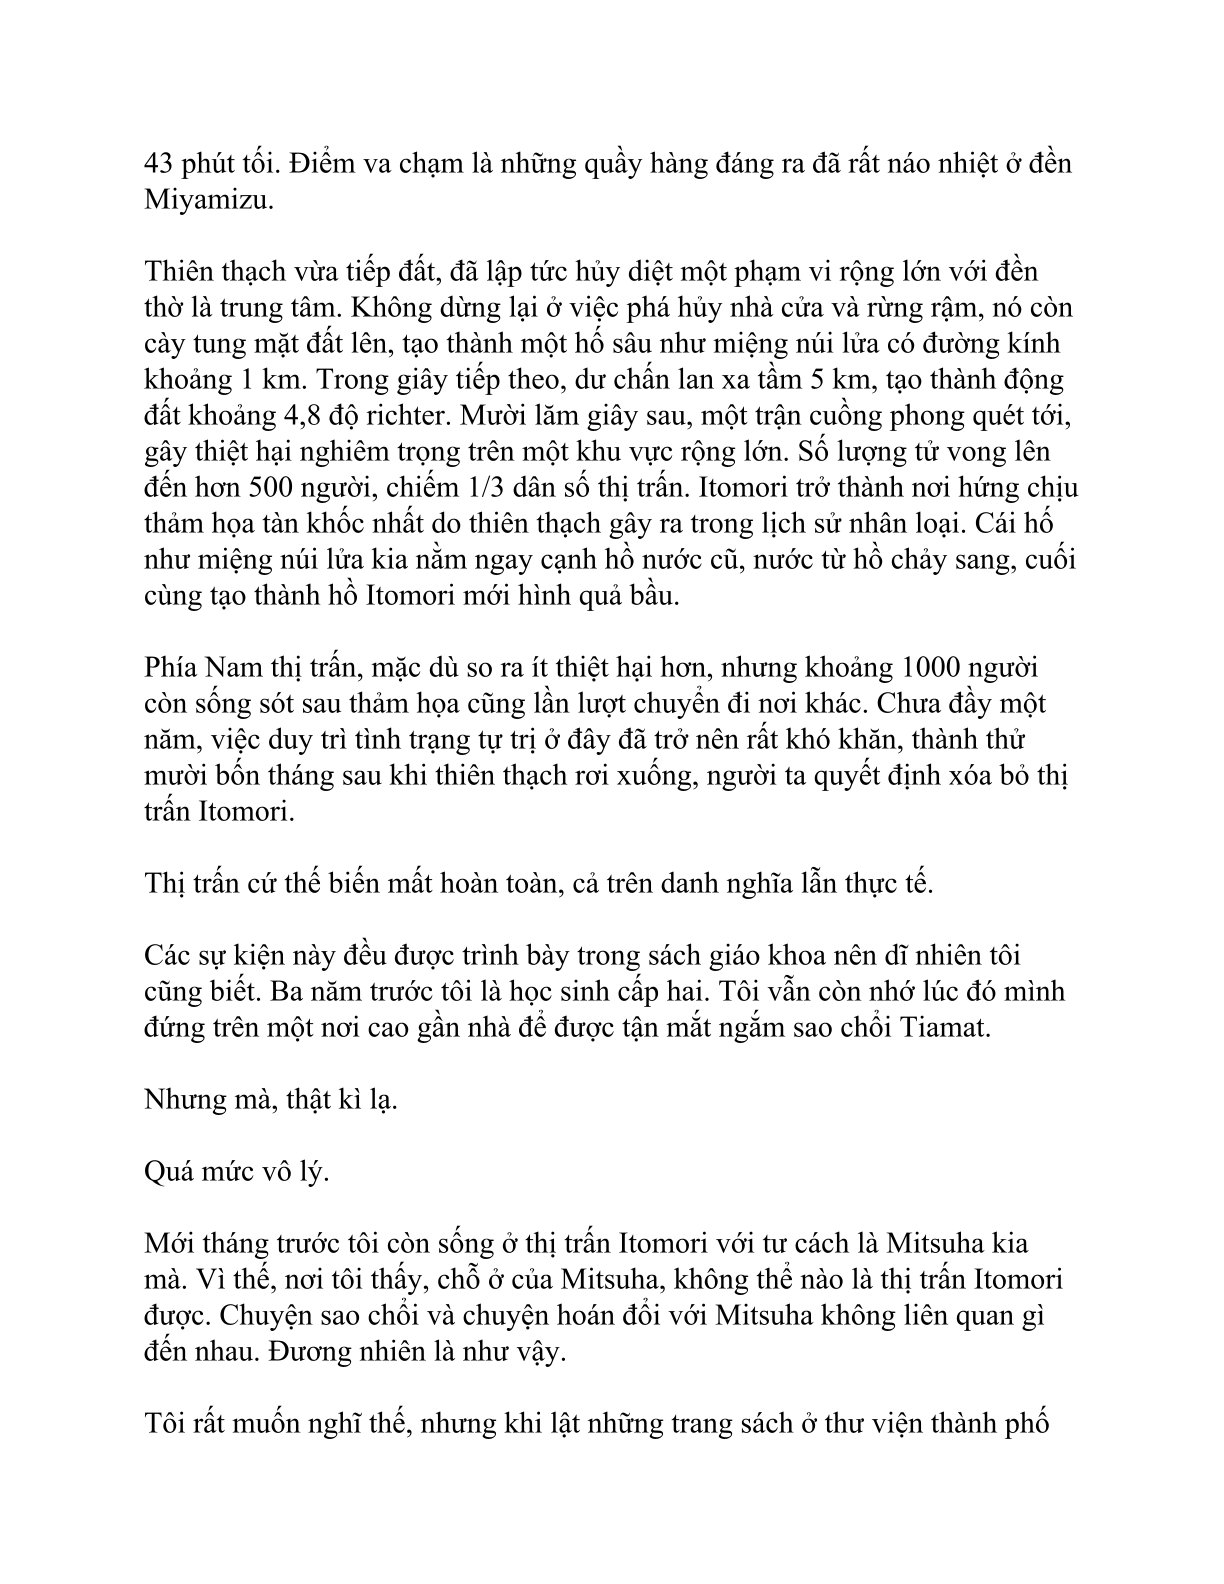 43 phút tối. Điểm va chạm là những quầy hàng đáng ra đã rất náo nhiệt ở đền
Miyamizu.
Thiên thạch vừa tiếp đất, đã lập tức hủy diệt một phạm vi rộng lớn với đền
thờ là trung tâm. Không dừng lại ở việc phá hủy nhà cửa và rừng rậm, nó còn
cày tung mặt đất lên, tạo thành một hố sâu như miệng núi lửa có đường kính
khoảng 1 km. Trong giây tiếp theo, dư chấn lan xa tầm 5 km, tạo thành động
đất khoảng 4,8 độ richter. Mười lăm giây sau, một trận cuồng phong quét tới,
gây thiệt hại nghiêm trọng trên một khu vực rộng lớn. Số lượng tử vong lên
đến hơn 500 người, chiếm 1/3 dân số thị trấn. Itomori trở thành nơi hứng chịu
thảm họa tàn khốc nhất do thiên thạch gây ra trong lịch sử nhân loại. Cái hố
như miệng núi lửa kia nằm ngay cạnh hồ nước cũ, nước từ hồ chảy sang, cuối
cùng tạo thành hồ Itomori mới hình quả bầu.
Phía Nam thị trấn, mặc dù so ra ít thiệt hại hơn, nhưng khoảng 1000 người
còn sống sót sau thảm họa cũng lần lượt chuyển đi nơi khác. Chưa đầy một
năm, việc duy trì tình trạng tự trị ở đây đã trở nên rất khó khăn, thành thử
mười bốn tháng sau khi thiên thạch rơi xuống, người ta quyết định xóa bỏ thị
trấn Itomori.
Thị trấn cứ thế biến mất hoàn toàn, cả trên danh nghĩa lẫn thực tế.
Các sự kiện này đều được trình bày trong sách giáo khoa nên dĩ nhiên tôi
cũng biết. Ba năm trước tôi là học sinh cấp hai. Tôi vẫn còn nhớ lúc đó mình
đứng trên một nơi cao gần nhà để được tận mắt ngắm sao chổi Tiamat.
Nhưng mà, thật kì lạ.
Quá mức vô lý.
Mới tháng trước tôi còn sống ở thị trấn Itomori với tư cách là Mitsuha kia
mà. Vì thế, nơi tôi thấy, chỗ ở của Mitsuha, không thể nào là thị trấn Itomori
được. Chuyện sao chổi và chuyện hoán đổi với Mitsuha không liên quan gì
đến nhau. Đương nhiên là như vậy.
Tôi rất muốn nghĩ thế, nhưng khi lật những trang sách ở thư viện thành phố